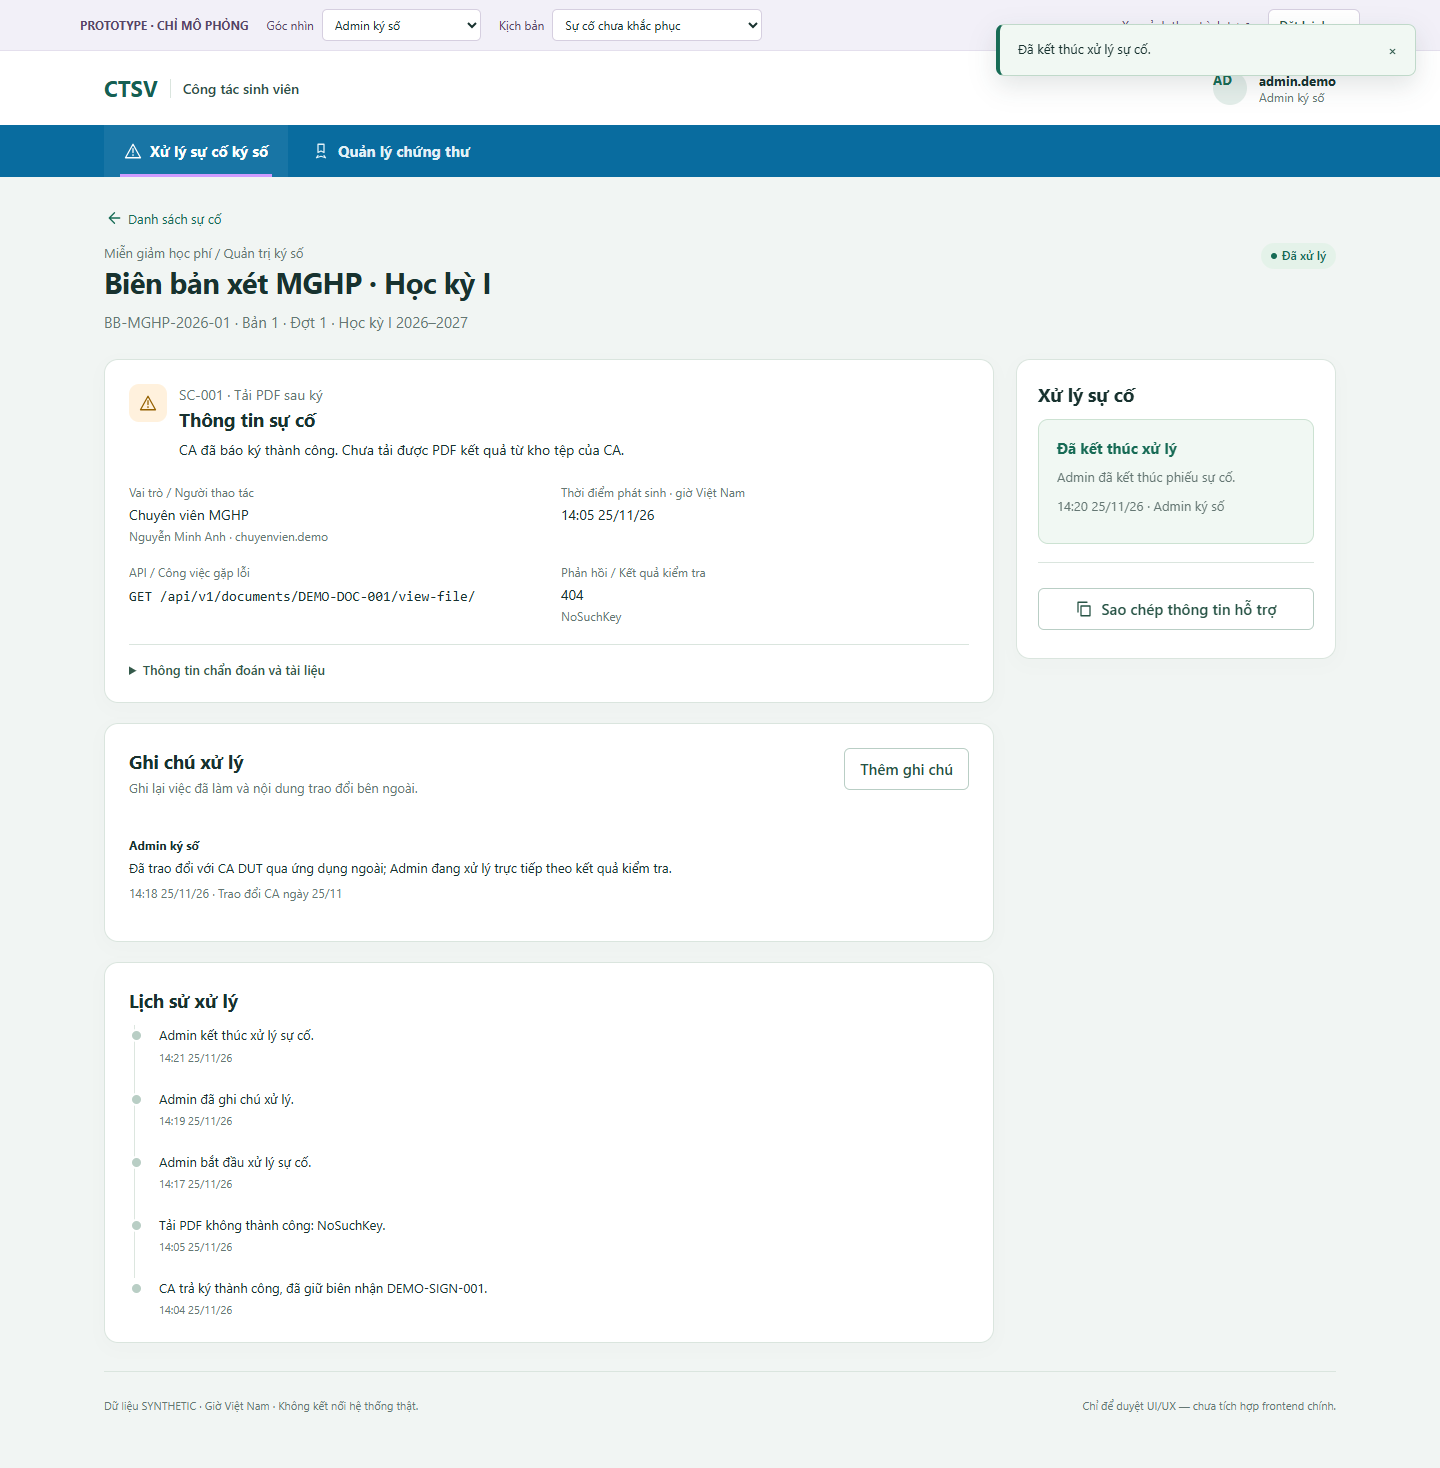 PROTOTYPE · CHỈ MÔ PHỎNG
Góc nhìn
Admin ký số
Kịch bản
Sự cố chưa khắc phục
Đã kết thúc xử lý sự cố.
×
CTSV
Công tác sinh viên
AD
admin.demo
Admin ký số
Xử lý sự cố ký số
Quản lý chứng thư
Danh sách sự cố
Miễn giảm học phí / Quản trị ký số
Đã xử lý
Biên bản xét MGHP · Học kỳ I
BB-MGHP-2026-01 · Bản 1 · Đợt 1 · Học kỳ I 2026–2027
SC-001 · Tải PDF sau ký
Thông tin sự cố
CA đã báo ký thành công. Chưa tải được PDF kết quả từ kho tệp của CA.
Vai trò / Người thao tác
Chuyên viên MGHP
Nguyễn Minh Anh · chuyenvien.demo
Thời điểm phát sinh · giờ Việt Nam
14:05 25/11/26
API / Công việc gặp lỗi
GET /api/v1/documents/DEMO-DOC-001/view-file/
Phản hồi / Kết quả kiểm tra
404
NoSuchKey
Thông tin chẩn đoán và tài liệu
Xử lý sự cố
Đã kết thúc xử lý
Admin đã kết thúc phiếu sự cố.
14:20 25/11/26 · Admin ký số
Sao chép thông tin hỗ trợ
Ghi chú xử lý
Ghi lại việc đã làm và nội dung trao đổi bên ngoài.
Thêm ghi chú
Admin ký số
Đã trao đổi với CA DUT qua ứng dụng ngoài; Admin đang xử lý trực tiếp theo kết quả kiểm tra.
14:18 25/11/26 · Trao đổi CA ngày 25/11
Lịch sử xử lý
Admin kết thúc xử lý sự cố.
14:21 25/11/26
Admin đã ghi chú xử lý.
14:19 25/11/26
Admin bắt đầu xử lý sự cố.
14:17 25/11/26
Tải PDF không thành công: NoSuchKey.
14:05 25/11/26
CA trả ký thành công, đã giữ biên nhận DEMO-SIGN-001.
14:04 25/11/26
Dữ liệu SYNTHETIC · Giờ Việt Nam · Không kết nối hệ thống thật.
Chỉ để duyệt UI/UX — chưa tích hợp frontend chính.